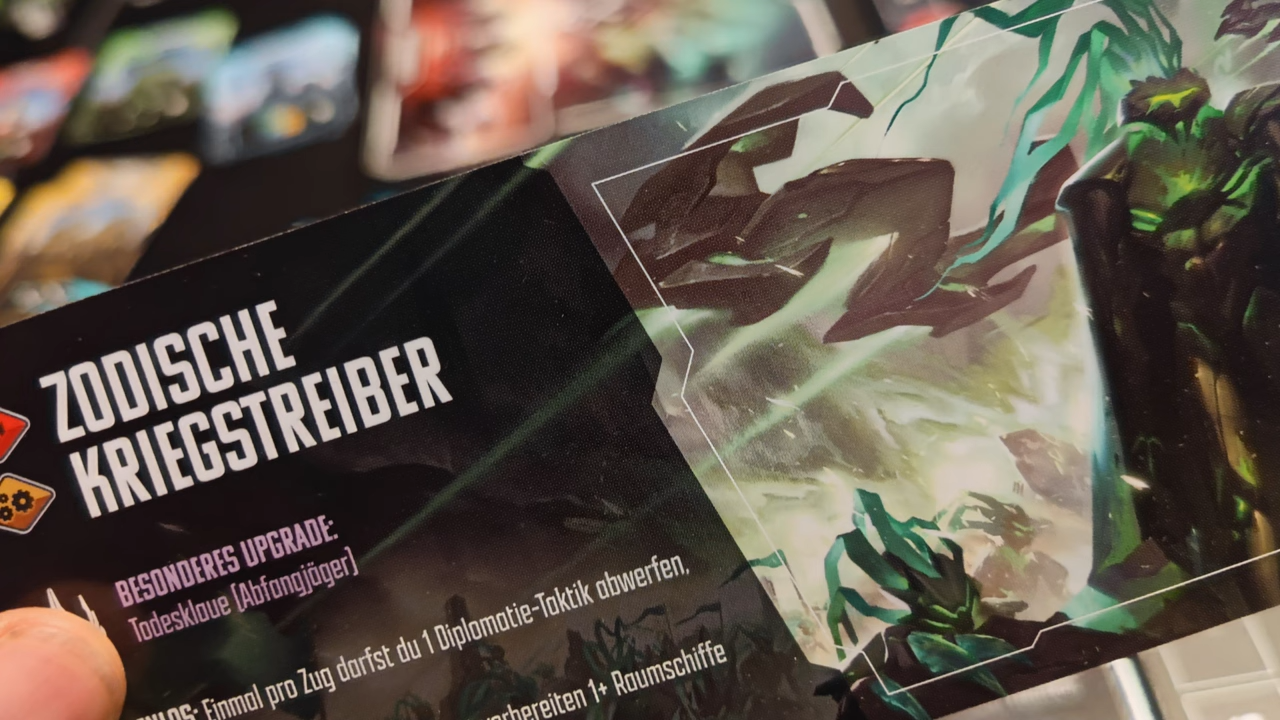 ZODISCHE
KRIEGSTREIBER
BESONDERES UPGRADE:
Todesklaue [Abfangjäger]
Einmal pro Zug darfst du 1 Diplomatie-Taktik abwerfen,
1+ Raumschiffe